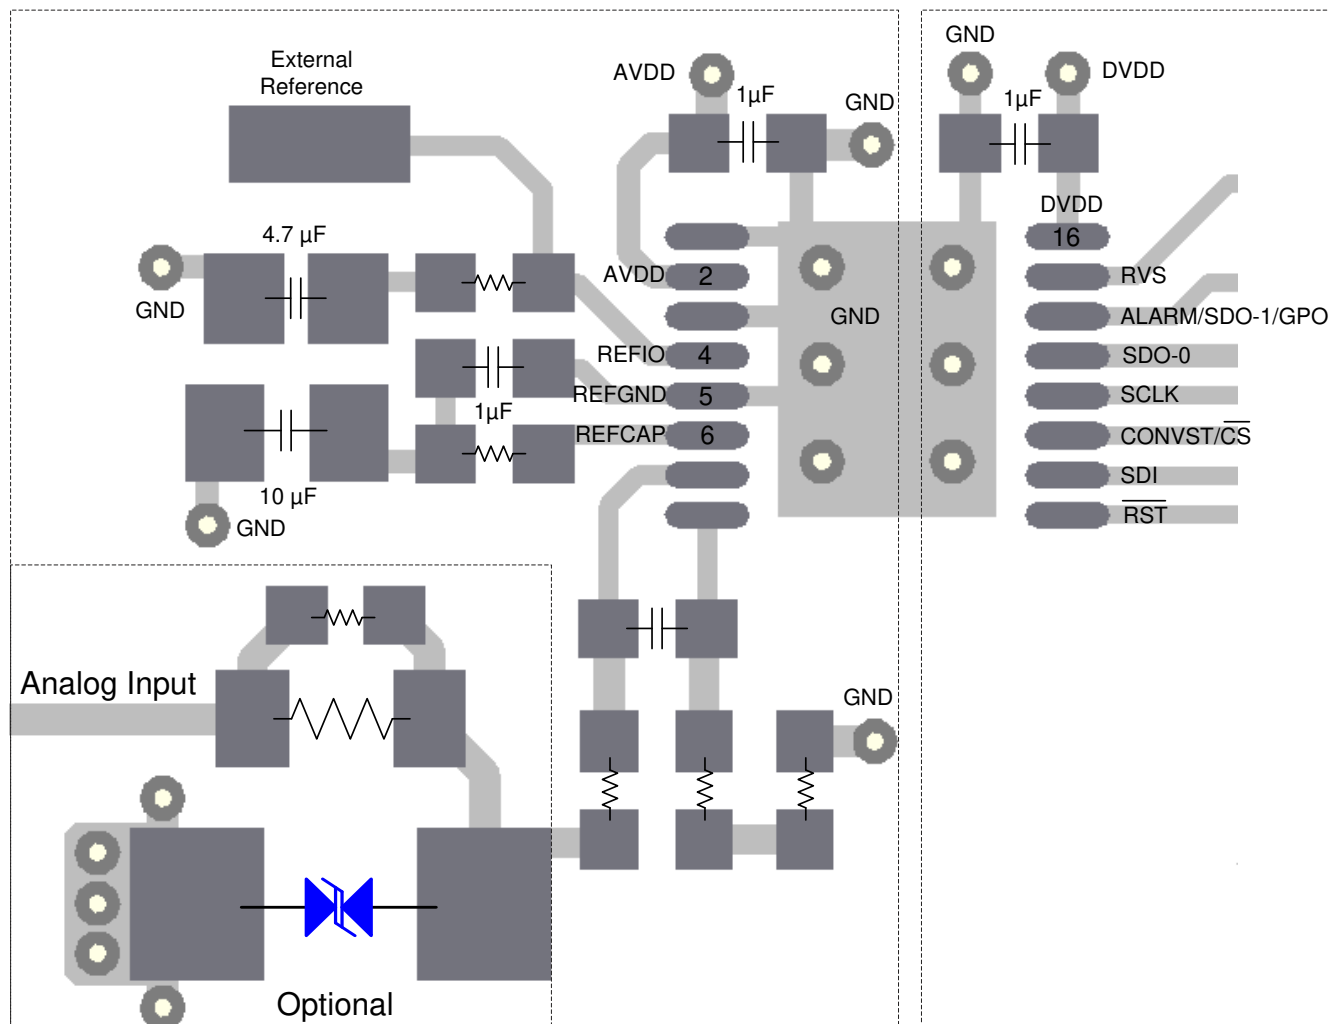 External
Reference
AVDD
1µF
GND
GND
1µF
DVDD
4.7 µF
GND
AVDD
2
GND
DVDD
16
RVS
ALARM/SDO-1/GPO
REFIO
4
SDO-0
REFGND
5
SCLK
1µF
REFCAP
6
CONVST/CS
SDI
10 µF
GND
RST
Analog Input
GND
Optional